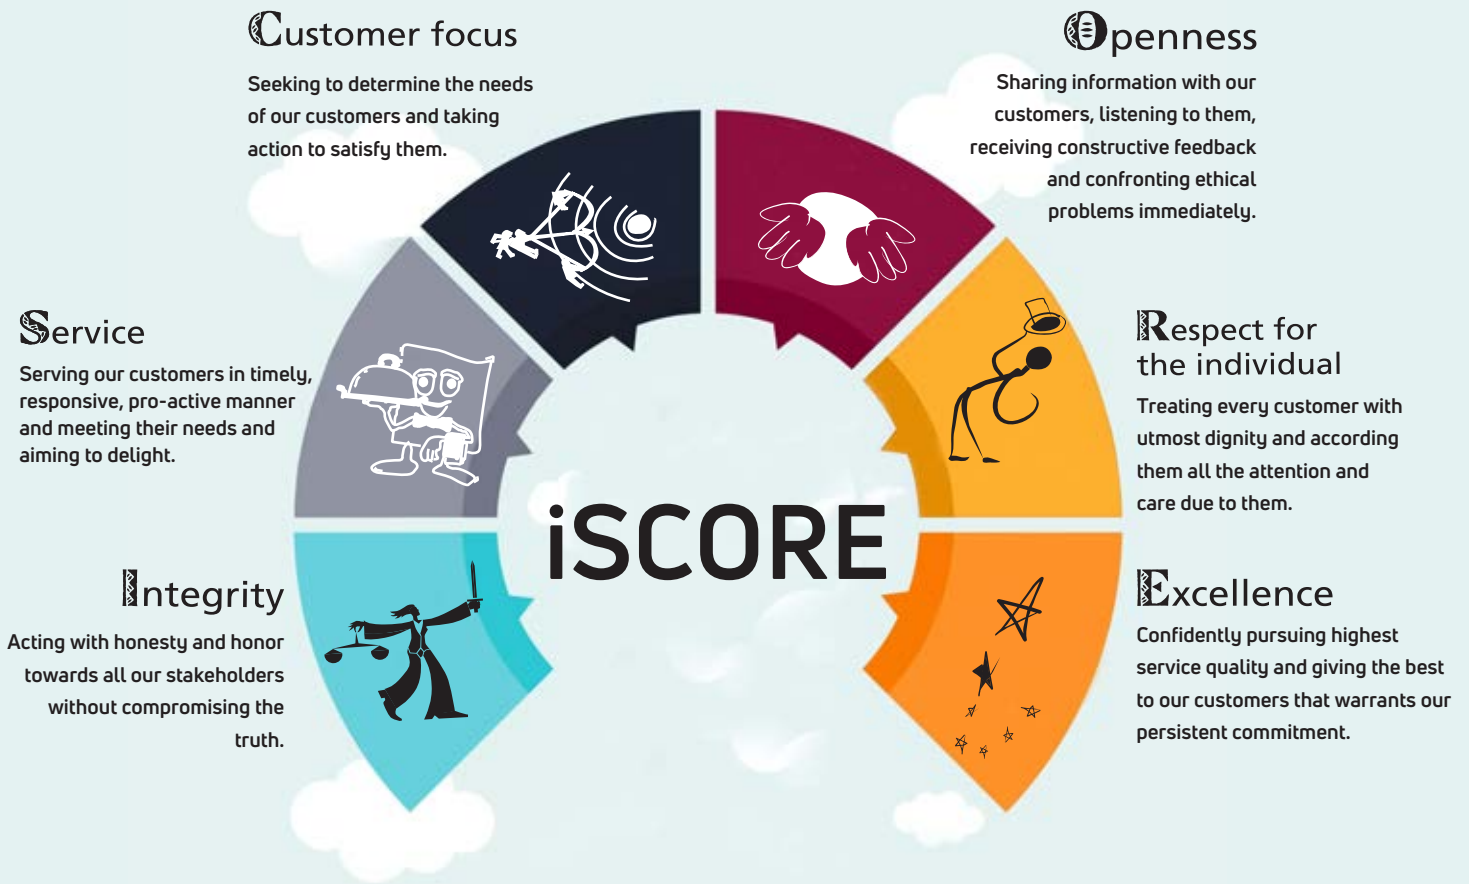 Customer focus
Seeking to determine the needs
of our customers and taking
action to satisfy them.
Openness
Sharing information with our
customers, listening to them,
receiving constructive feedback
and confronting ethical
problems immediately.
Service
Serving our customers in timely,
responsive, pro-active manner
and meeting their needs and
aiming to delight.
Respect for
the individual
Treating every customer with
utmost dignity and according
them all the attention and
care due to them.
iSCORE
Integrity
Acting with honesty and honor
towards all our stakeholders
without compromising the
truth.
Excellence
Confidently pursuing highest
service quality and giving the best
to our customers that warrants our
persistent commitment.